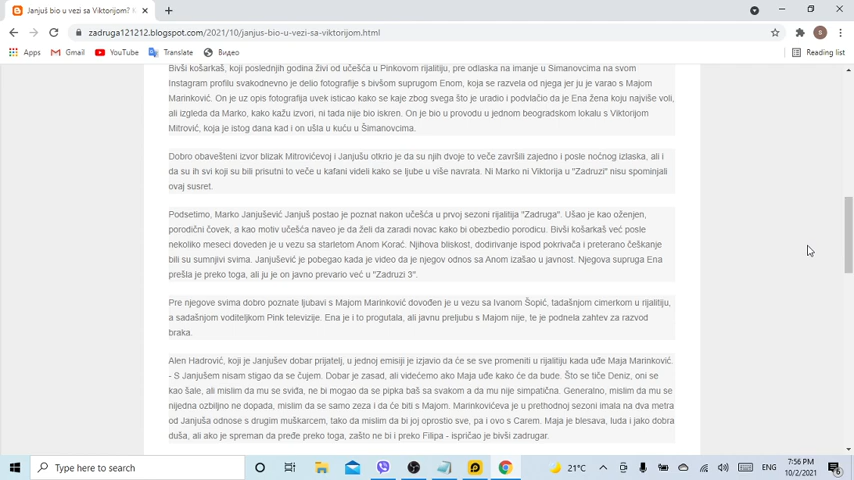 Janjuš bio u vezi sa Viktorijom? K
zadruga121212.blogspot.com/2021/10/janjus-bio-u-vezi-sa-viktorijom.html
Apps Gmail YouTube Translate Видео Reading list
Bivši košarkaš, koji poslednjih godina živi od učešća u Pinkovom rijalitiju, pre odlaska na imanje u Šimanovcima na svom
Instagram profilu svakodnevno je delio fotografije s bivšom suprugom Enom, koja se razvela od njega jer ju je varao s Majom
Marinković. On je uz opis fotografija uvek isticao kako se kaje zbog svega što je uradio i podvlačio da je Ena žena koju najviše voli,
ali izgleda da Marko, kako kažu izvori, ni tada nije bio iskren. On je bio u provodu u jednom beogradskom lokalu s Viktorijom
Mitrović, koja je istog dana kad i on ušla u kuću u Šimanovcima.
Dobro obavešteni izvor blizak Mitrovićevoj i Janjušu otkrio je da su njih dvoje to veče završili zajedno i posle noćnog izlaska, ali i
da su ih svi koji su bili prisutni to veče u kafani videli kako se ljube u više navrata. Ni Marko ni Viktorija u "Zadruzi" nisu spominjali
ovaj susret.
Podsetimo, Marko Janjušević Janjuš postao je poznat nakon učešća u prvoj sezoni rijalitija "Zadruga". Ušao je kao oženjen,
porodični čovek, a kao motiv učešća naveo je da želi da zaradi novac kako bi obezbedio porodicu. Bivši košarkaš već posle
nekoliko meseci doveden je u vezu sa starletom Anom Korać. Njihova bliskost, dodirivanje ispod pokrivača i preterano češkanje
bili su sumnjivi svima. Janjušević je pobegao kada je video da je njegov odnos sa Anom izašao u javnost. Njegova supruga Ena
prešla je preko toga, ali ju je on javno prevario već u "Zadruzi 3".
Pre njegove svima dobro poznate ljubavi s Majom Marinković dovođen je u vezu sa Ivanom Šopić, tadašnjom cimerkom u rijalitiju,
a sadašnjom voditeljkom Pink televizije. Ena je i to progutala, ali javnu preljubu s Majom nije, te je podnela zahtev za razvod
braka.
Alen Hadrović, koji je Janjušev dobar prijatelj, u jednoj emisiji je izjavio da će se sve promeniti u rijalitiju kada uđe Maja Marinković.
- S Janjušem nisam stigao da se čujem. Dobar je zasad, ali videćemo ako Maja uđe kako će da bude. Što se tiče Deniz, oni se
kao šale, ali mislim da mu se sviđa, ne bi mogao da se pipka baš sa svakom a da mu nije simpatična. Generalno, mislim da mu se
nijedna ozbiljno ne dopada, mislim da se samo zeza i da će biti s Majom. Marinkovićeva je u prethodnoj sezoni imala na dva metra
od Janjuša odnose s drugim muškarcem, tako da mislim da bi joj oprostio sve, pa i ovo s Carem. Maja je blesava, luda i jako dobra
duša, ali ako je spreman da pređe preko toga, zašto ne bi i preko Filipa - ispričao je bivši zadrugar.
Type here to search
21°C
ENG
7:56 PM
10/2/2021